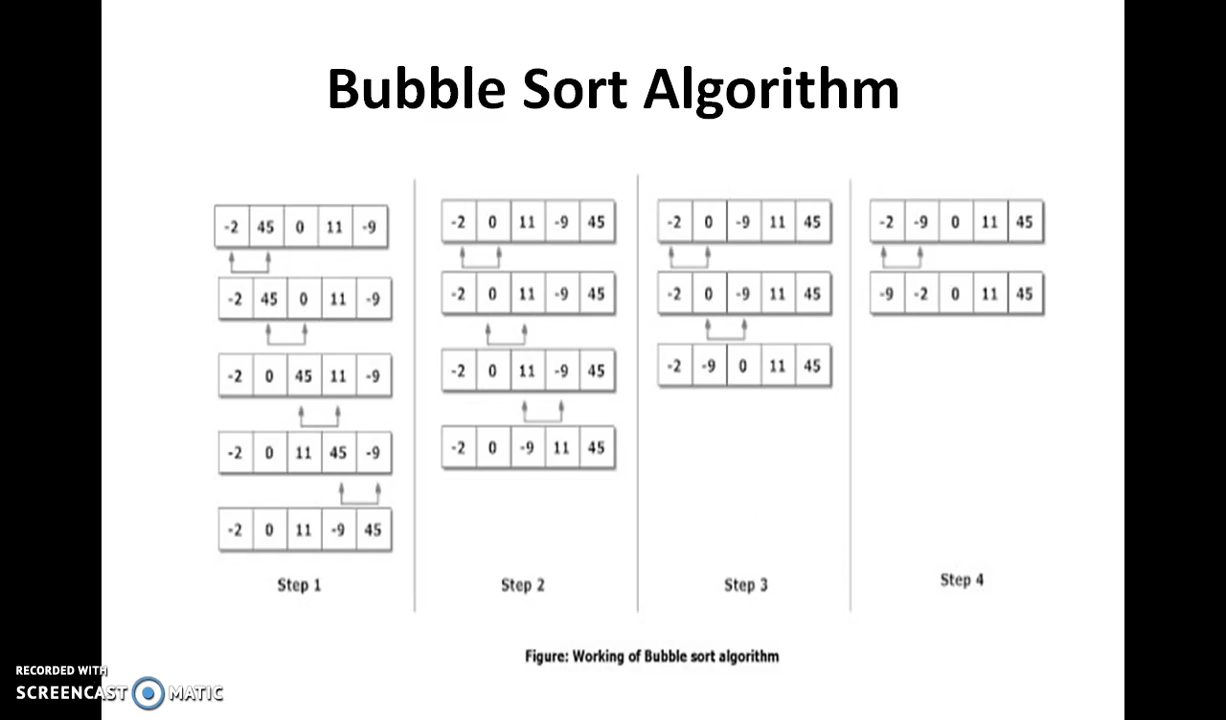 Bubble Sort Algorithm
-2 45 0 11 -9
-2 45 0 11 -9
-2 0 45 11 -9
-2 0 11 45 -9
-2 0 11 -9 45
Step 1
-2 0 11 -9 45
-2 0 11 -9 45
-2 0 11 -9 45
-2 0 -9 11 45
Step 2
-2 0 -9 11 45
-2 0 -9 11 45
-2 -9 0 11 45
Step 3
-2 -9 0 11 45
-9 -2 0 11 45
Step 4
Figure: Working of Bubble sort algorithm
RECORDED WITH
SCREENCAST MATIC